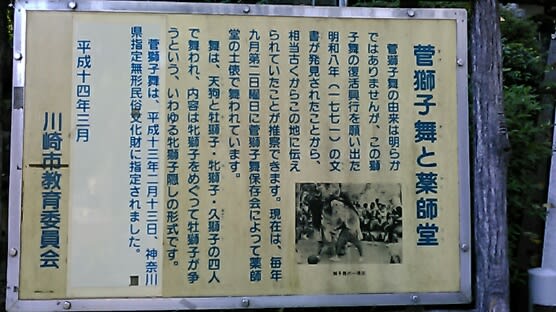 菅獅子舞と薬師堂
菅獅子舞の由来は明らか
ではありませんが、この獅
子舞の復活興行を願い出た
明和八年(一七七一)の文
書が発見されたことから、
相当古くからこの地に伝え
られていたことが推察できます。現在は、毎年
九月第二日曜日に菅獅子舞保存会によって薬師
堂の土俵で舞われています。
舞は、天狗と牡獅子、牝獅子・久獅子の四人
で舞われ、内容は牝獅子をめぐって牡獅子が争
うという、いわゆる牝獅子隠しの形式です。
菅獅子舞は、平成十三年二月十三日、神奈川
県指定無形民俗文化財に指定されました。
平成十四年三月
川崎市教育委員会